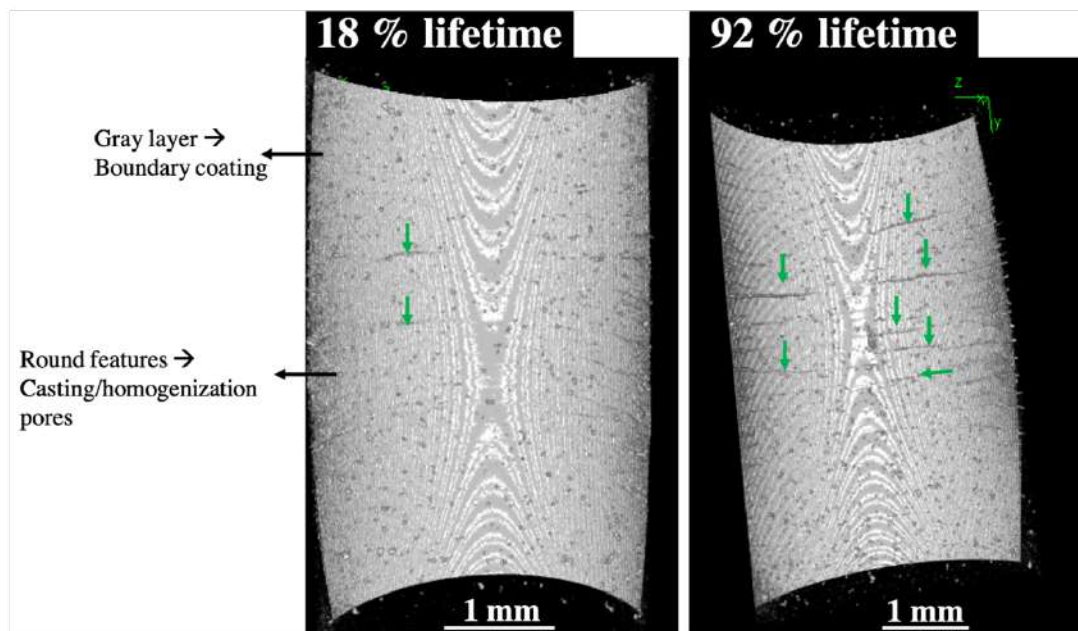 18 % lifetime
92 % lifetime
Gray layer →
Boundary coating
Round features →
Casting/homogenization
pores
z
y
1 mm
1 mm